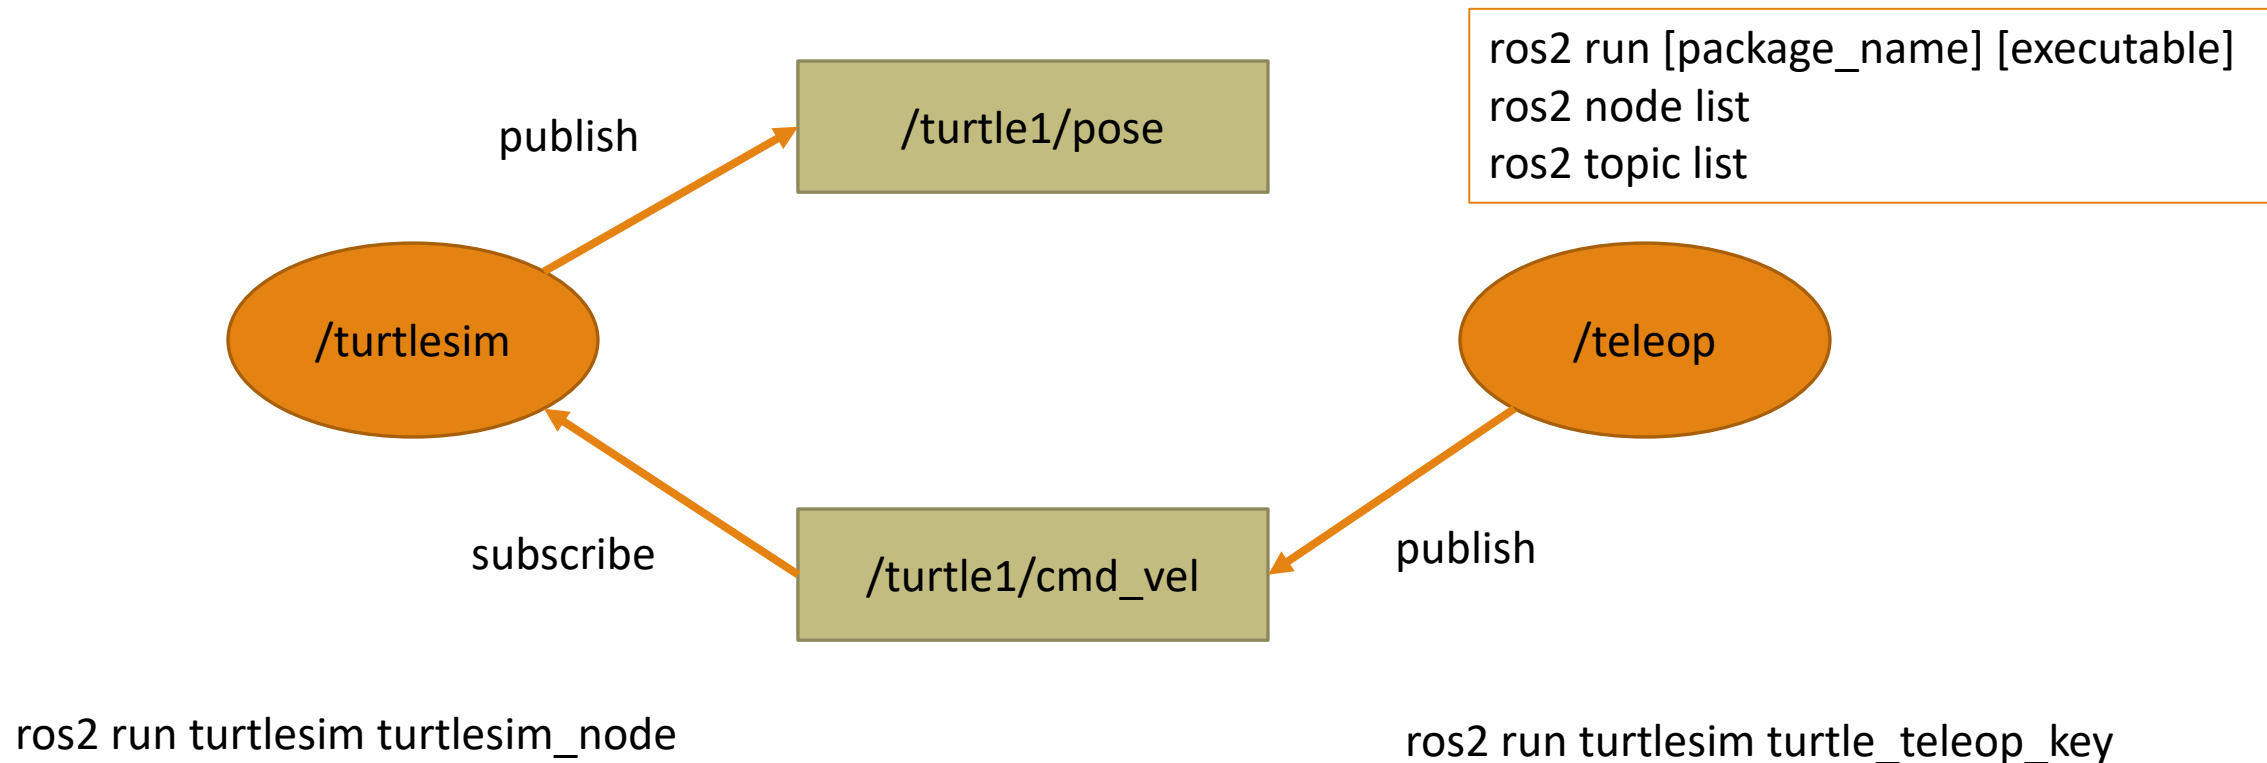 ros2 run [package_name] [executable]
ros2 node list
ros2 topic list
publish
/turtle1/pose
/turtlesim
/teleop
subscribe
/turtle1/cmd_vel
publish
ros2 run turtlesim turtlesim_node
ros2 run turtlesim turtle_teleop_key